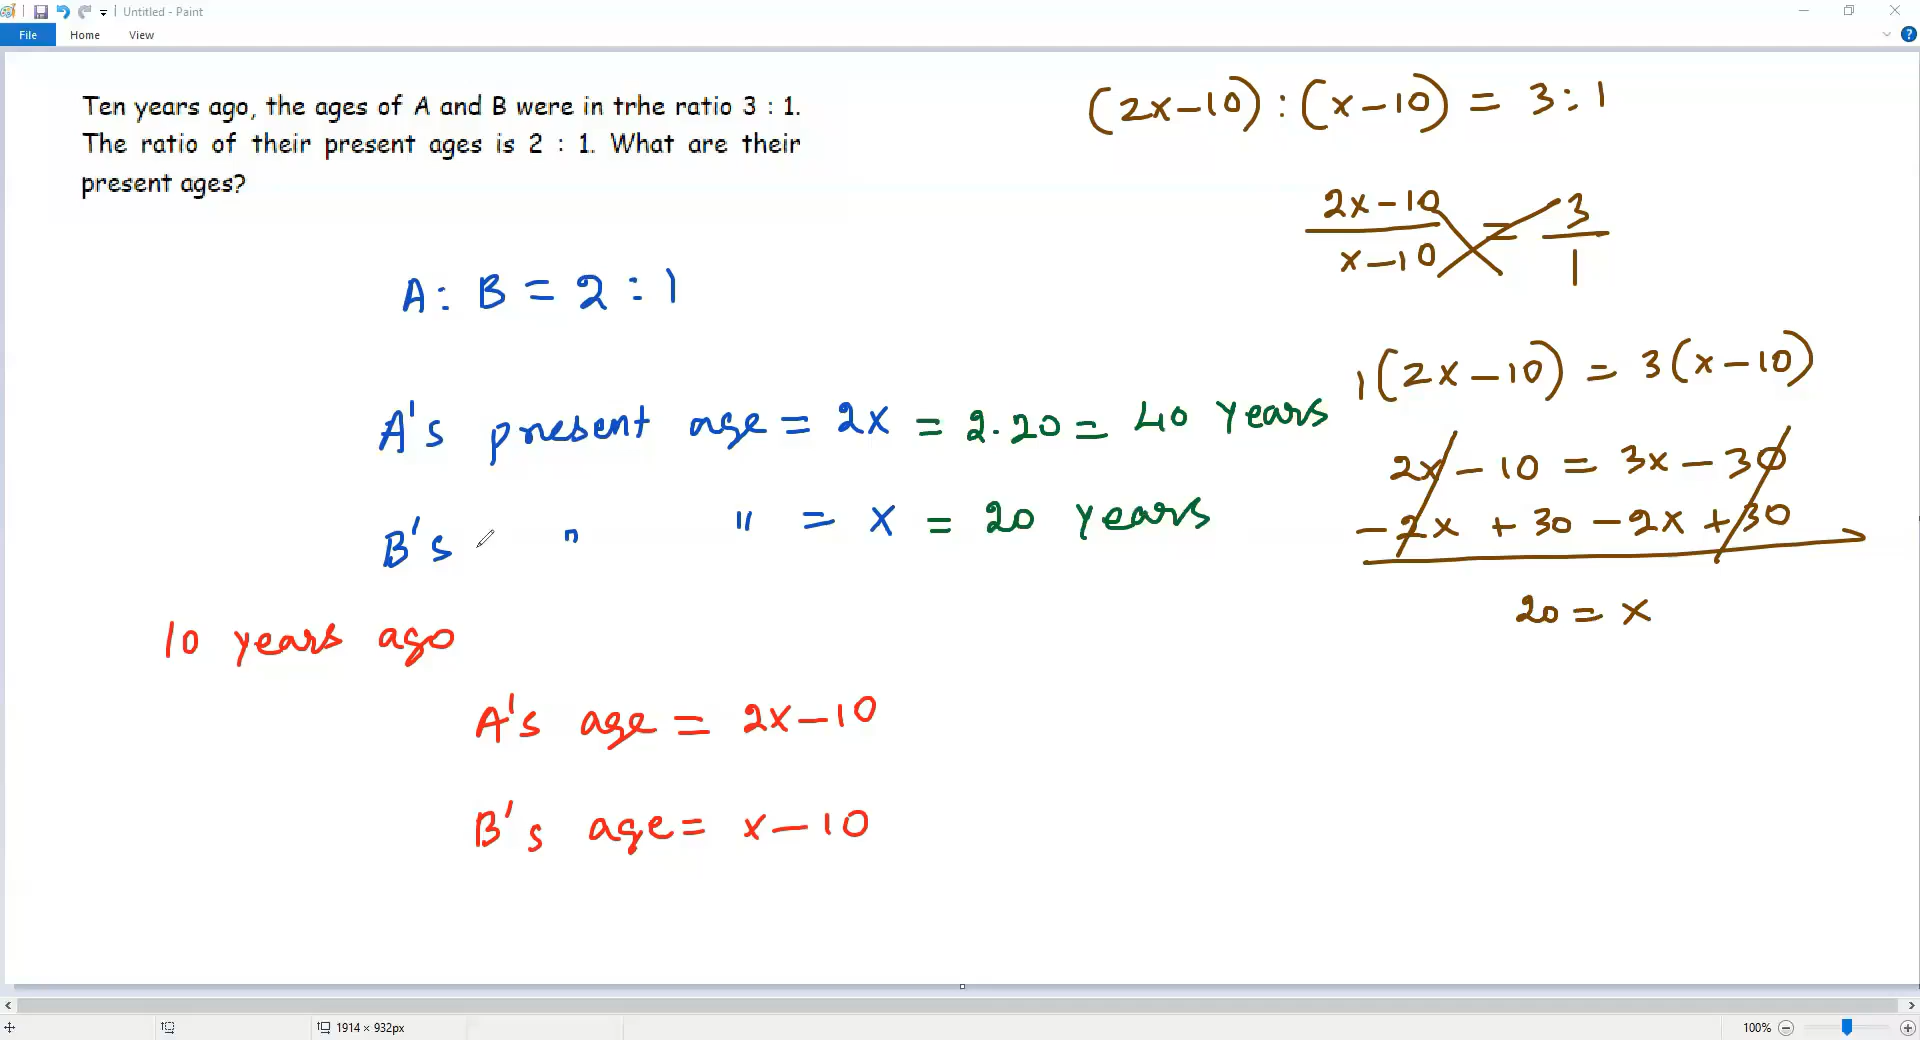 Untitled - Paint
File Home View
Ten years ago, the ages of A and B were in trhe ratio 3 : 1.
The ratio of their present ages is 2 : 1. What are their
present ages?
A : B = 2 : 1
A's present age = 2x = 2.20 = 40 years
B's " " = x = 20 years
10 years ago
A's age = 2x-10
B's age = x-10
(2x-10) : (x-10) = 3 : 1
2x-10 = 3
x-10 1
1(2x-10) = 3(x-10)
2x - 10 = 3x - 30
-2x + 30 -2x + 30
20 = x
1914 × 932px
100%